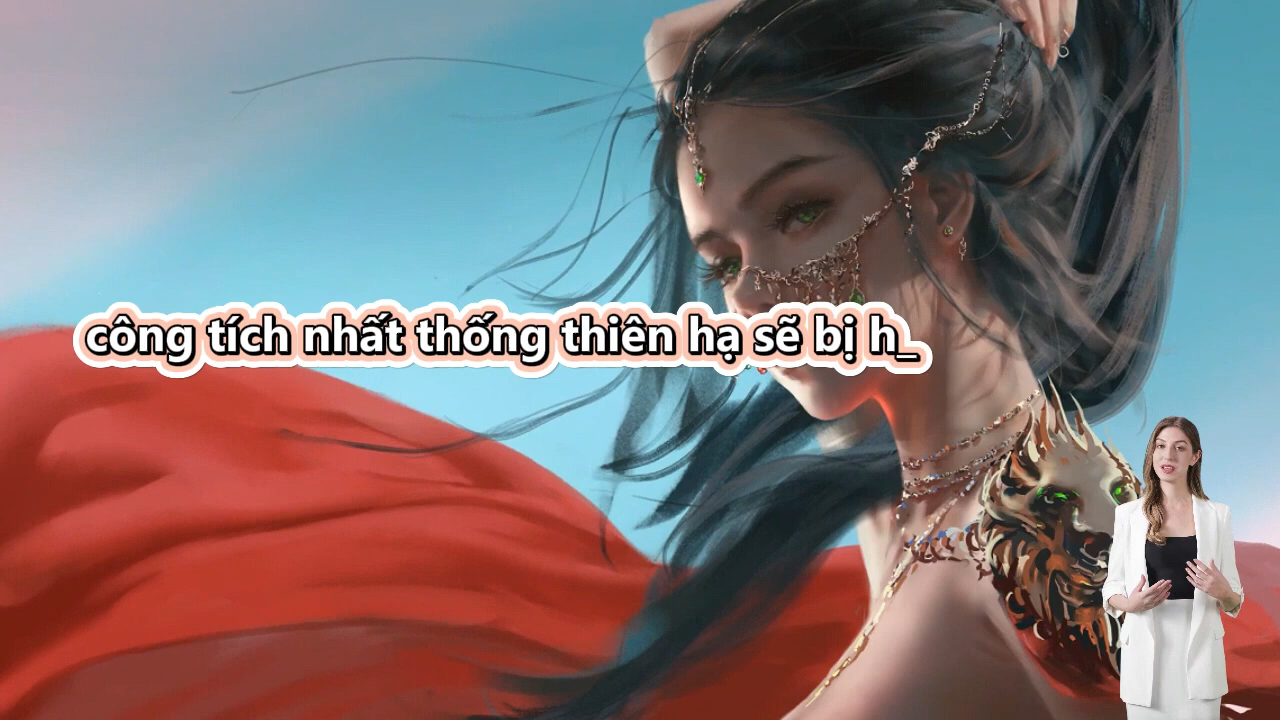 công tích nhất thống thiên hạ sẽ bị h_